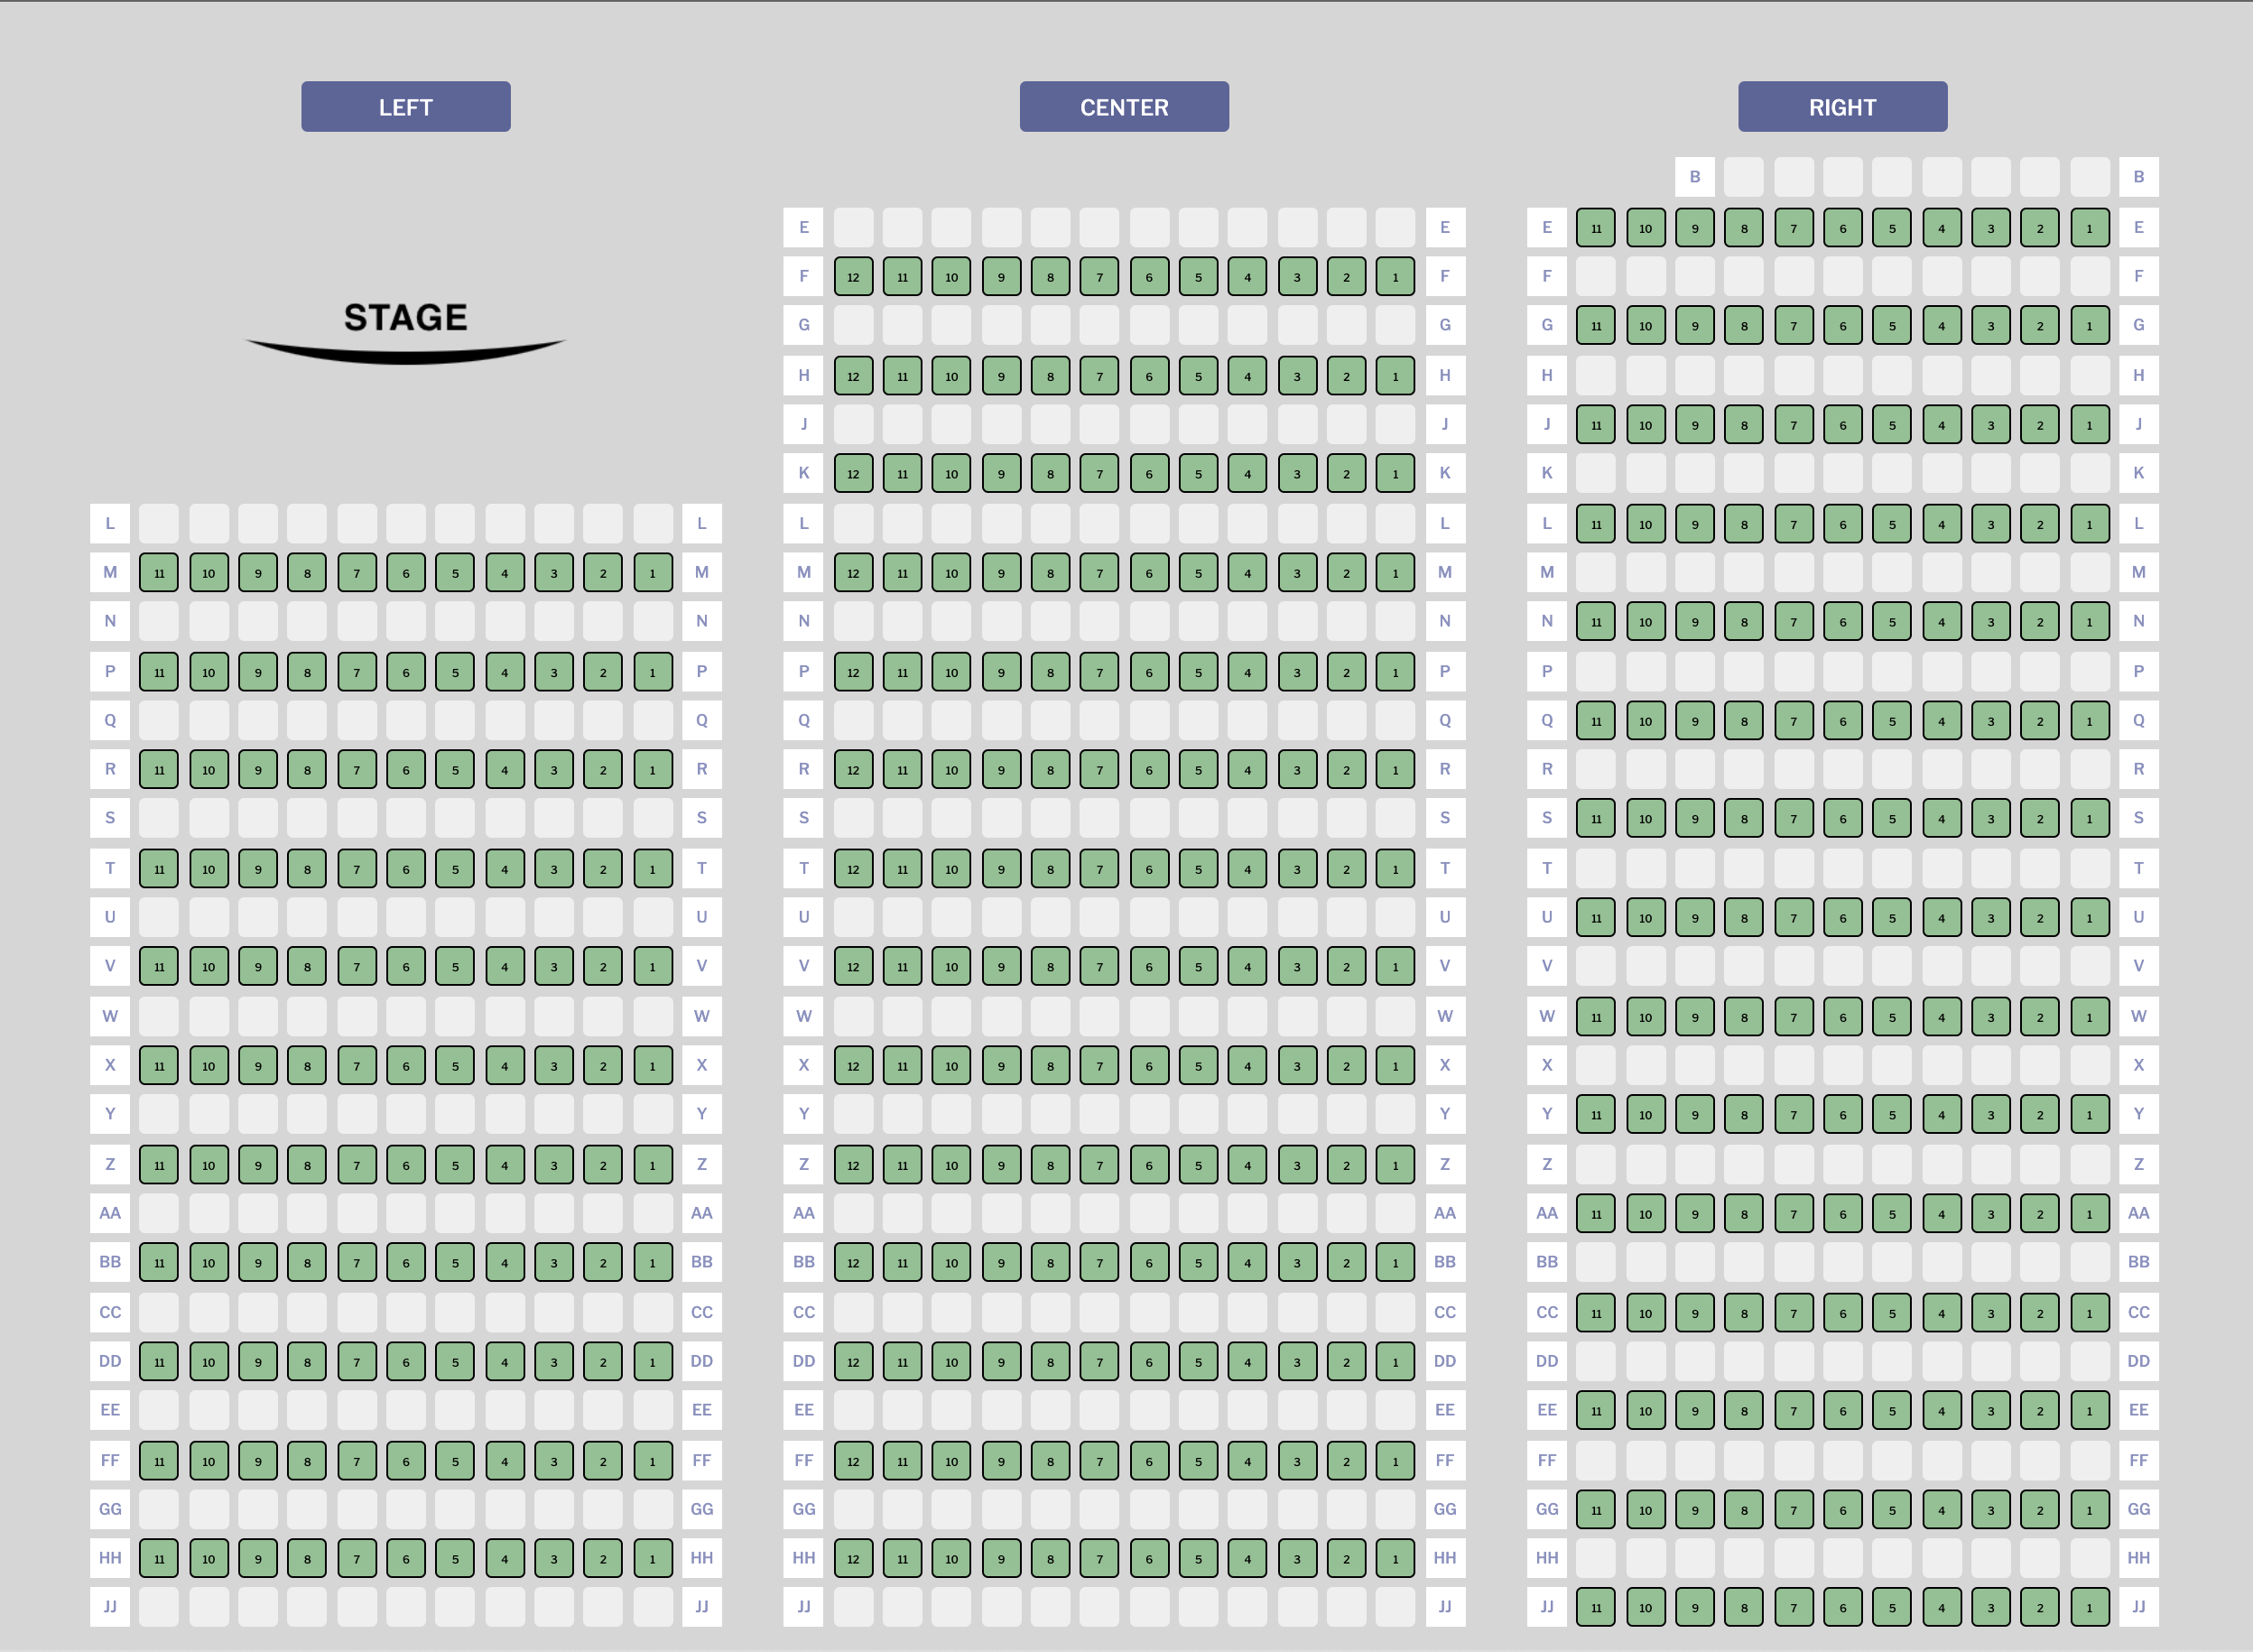 LEFT CENTER RIGHT
B B
E E E 11 10 9 8 7 6 5 4 3 2 1 E
F 12 11 10 9 8 7 6 5 4 3 2 1 F F F
STAGE
G G G 11 10 9 8 7 6 5 4 3 2 1 G
H 12 11 10 9 8 7 6 5 4 3 2 1 H H H
J J J 11 10 9 8 7 6 5 4 3 2 1 J
K 12 11 10 9 8 7 6 5 4 3 2 1 K K K
L L L L L 11 10 9 8 7 6 5 4 3 2 1 L
M 11 10 9 8 7 6 5 4 3 2 1 M M 12 11 10 9 8 7 6 5 4 3 2 1 M M M
N N N N N 11 10 9 8 7 6 5 4 3 2 1 N
P 11 10 9 8 7 6 5 4 3 2 1 P P 12 11 10 9 8 7 6 5 4 3 2 1 P P P
Q Q Q Q Q 11 10 9 8 7 6 5 4 3 2 1 Q
R 11 10 9 8 7 6 5 4 3 2 1 R R 12 11 10 9 8 7 6 5 4 3 2 1 R R R
S S S S S 11 10 9 8 7 6 5 4 3 2 1 S
T 11 10 9 8 7 6 5 4 3 2 1 T T 12 11 10 9 8 7 6 5 4 3 2 1 T T T
U U U U U 11 10 9 8 7 6 5 4 3 2 1 U
V 11 10 9 8 7 6 5 4 3 2 1 V V 12 11 10 9 8 7 6 5 4 3 2 1 V V V
W W W W W 11 10 9 8 7 6 5 4 3 2 1 W
X 11 10 9 8 7 6 5 4 3 2 1 X X 12 11 10 9 8 7 6 5 4 3 2 1 X X X
Y Y Y Y Y 11 10 9 8 7 6 5 4 3 2 1 Y
Z 11 10 9 8 7 6 5 4 3 2 1 Z Z 12 11 10 9 8 7 6 5 4 3 2 1 Z Z Z
AA AA AA AA AA 11 10 9 8 7 6 5 4 3 2 1 AA
BB 11 10 9 8 7 6 5 4 3 2 1 BB BB 12 11 10 9 8 7 6 5 4 3 2 1 BB BB BB
CC CC CC CC CC 11 10 9 8 7 6 5 4 3 2 1 CC
DD 11 10 9 8 7 6 5 4 3 2 1 DD DD 12 11 10 9 8 7 6 5 4 3 2 1 DD DD DD
EE EE EE EE EE 11 10 9 8 7 6 5 4 3 2 1 EE
FF 11 10 9 8 7 6 5 4 3 2 1 FF FF 12 11 10 9 8 7 6 5 4 3 2 1 FF FF FF
GG GG GG GG GG 11 10 9 8 7 6 5 4 3 2 1 GG
HH 11 10 9 8 7 6 5 4 3 2 1 HH HH 12 11 10 9 8 7 6 5 4 3 2 1 HH HH HH
JJ JJ JJ JJ JJ 11 10 9 8 7 6 5 4 3 2 1 JJ